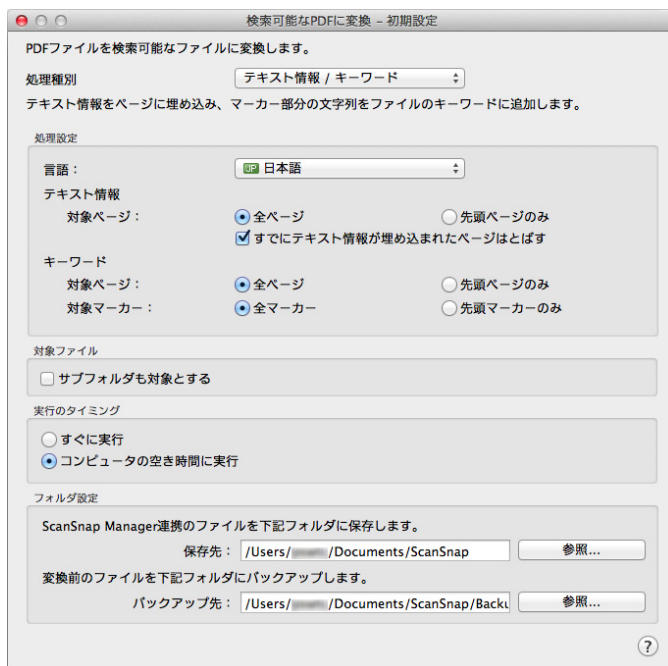 検索可能なPDFに変換 – 初期設定
PDFファイルを検索可能なファイルに変換します。
処理種別 テキスト情報 / キーワード
テキスト情報をページに埋め込み、マーカー部分の文字列をファイルのキーワードに追加します。
処理設定
言語： JP 日本語
テキスト情報
対象ページ： 全ページ 先頭ページのみ
すでにテキスト情報が埋め込まれたページはとばす
キーワード
対象ページ： 全ページ 先頭ページのみ
対象マーカー： 全マーカー 先頭マーカーのみ
対象ファイル
サブフォルダも対象とする
実行のタイミング
すぐに実行
コンピュータの空き時間に実行
フォルダ設定
ScanSnap Manager連携のファイルを下記フォルダに保存します。
保存先： /Users/ /Documents/ScanSnap 参照...
変換前のファイルを下記フォルダにバックアップします。
バックアップ先： /Users/ /Documents/ScanSnap/Backu 参照...
?